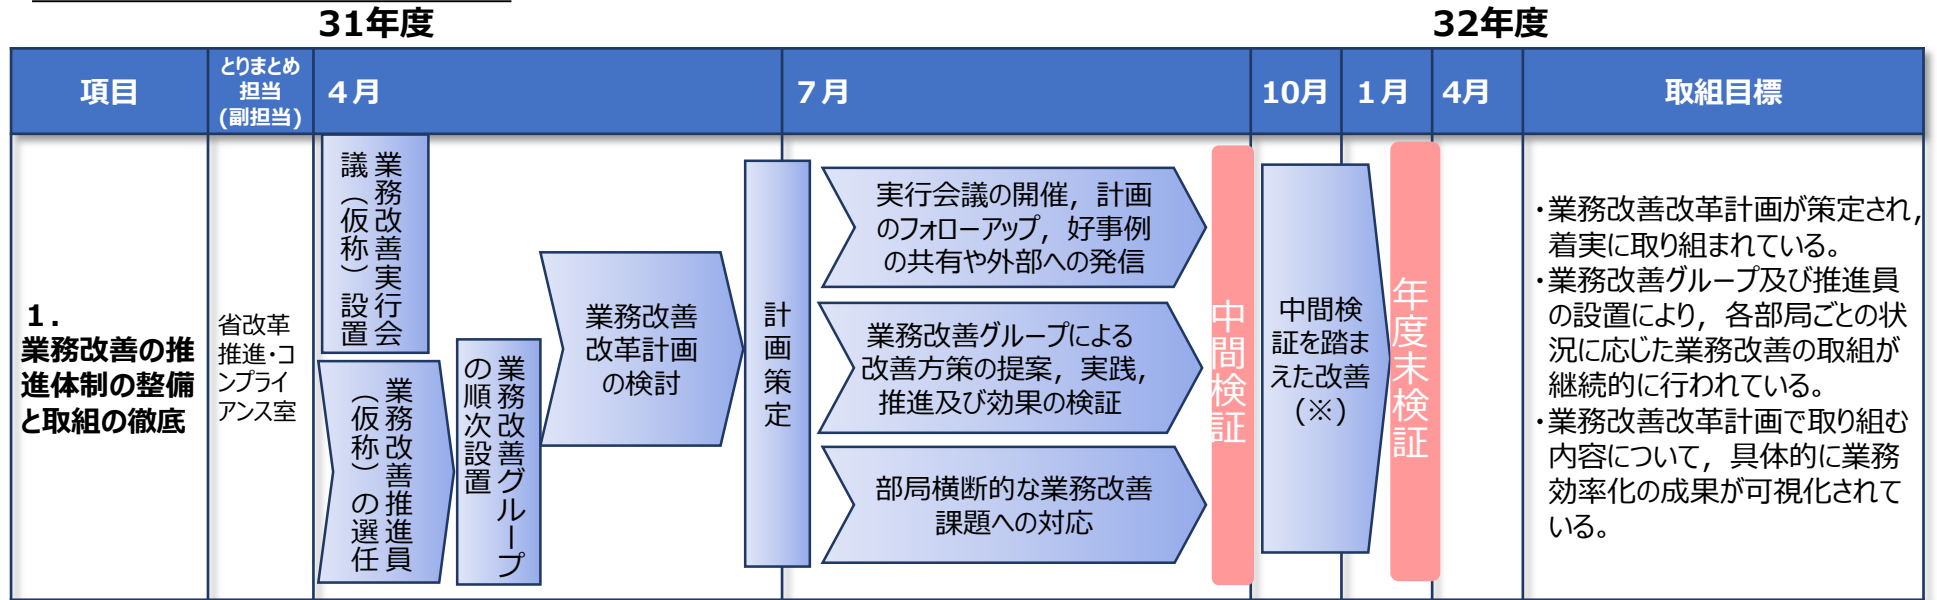 31年度
32年度
項目
とりまとめ
担当
(副担当)
４月
７月
10月
１月
4月
取組目標
１．
業務改善の推
進体制の整備
と取組の徹底
省改革
推進・コ
ンプライ
アンス室
業務改善実行会
議（仮称）設置
業務改善推進員
（仮称）の選任
業務改善グループ
の順次設置
業務改善
改革計画
の検討
計画策定
実行会議の開催，計画
のフォローアップ，好事例
の共有や外部への発信
業務改善グループによる
改善方策の提案，実践，
推進及び効果の検証
部局横断的な業務改善
課題への対応
中間検証
中間検
証を踏ま
えた改善
（※）
年度末検証
・業務改善改革計画が策定され，
着実に取り組まれている。
・業務改善グループ及び推進員
の設置により，各部局ごとの状
況に応じた業務改善の取組が
継続的に行われている。
・業務改善改革計画で取り組む
内容について，具体的に業務
効率化の成果が可視化されて
いる。